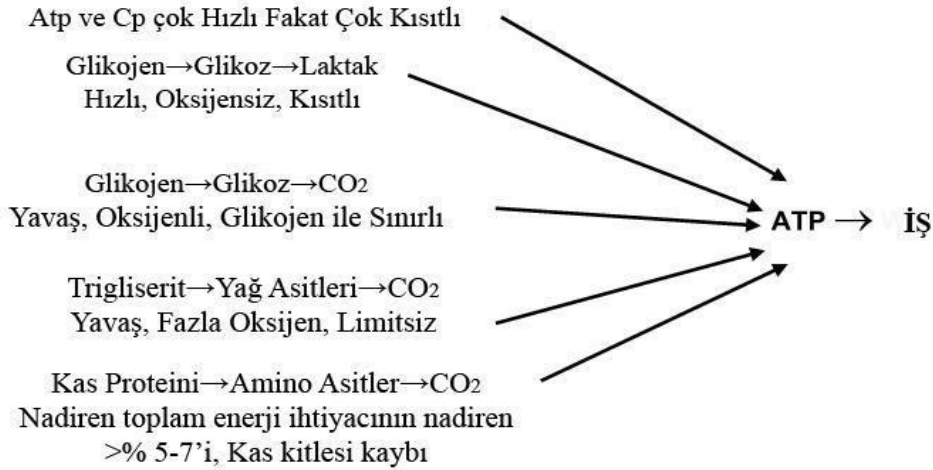 Atp ve Cp çok Hızlı Fakat Çok Kısıtlı
Glikojen→Glikoz→Laktak
Hızlı, Oksijensiz, Kısıtlı
Glikojen→Glikoz→CO2
Yavaş, Oksijenli, Glikojen ile Sınırlı
ATP → İŞ
Trigliserit→Yağ Asitleri→CO2
Yavaş, Fazla Oksijen, Limitsiz
Kas Proteini→Amino Asitler→CO2
Nadiren toplam enerji ihtiyacının nadiren
>% 5-7’i, Kas kitlesi kaybı